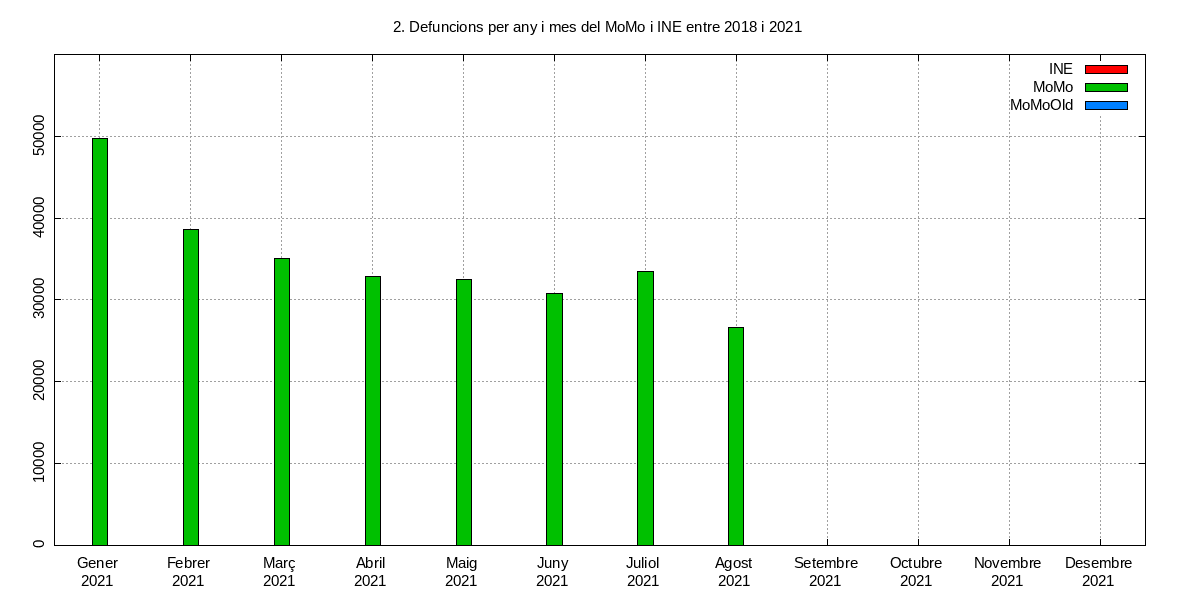 2. Defuncions per any i mes del MoMo i INE entre 2018 i 2021
INE
MoMo
MoMoOld
50000
40000
30000
20000
10000
0
Gener Febrer Març Abril Maig Juny Juliol Agost Setembre Octubre Novembre Desembre
2021 2021 2021 2021 2021 2021 2021 2021 2021 2021 2021 2021